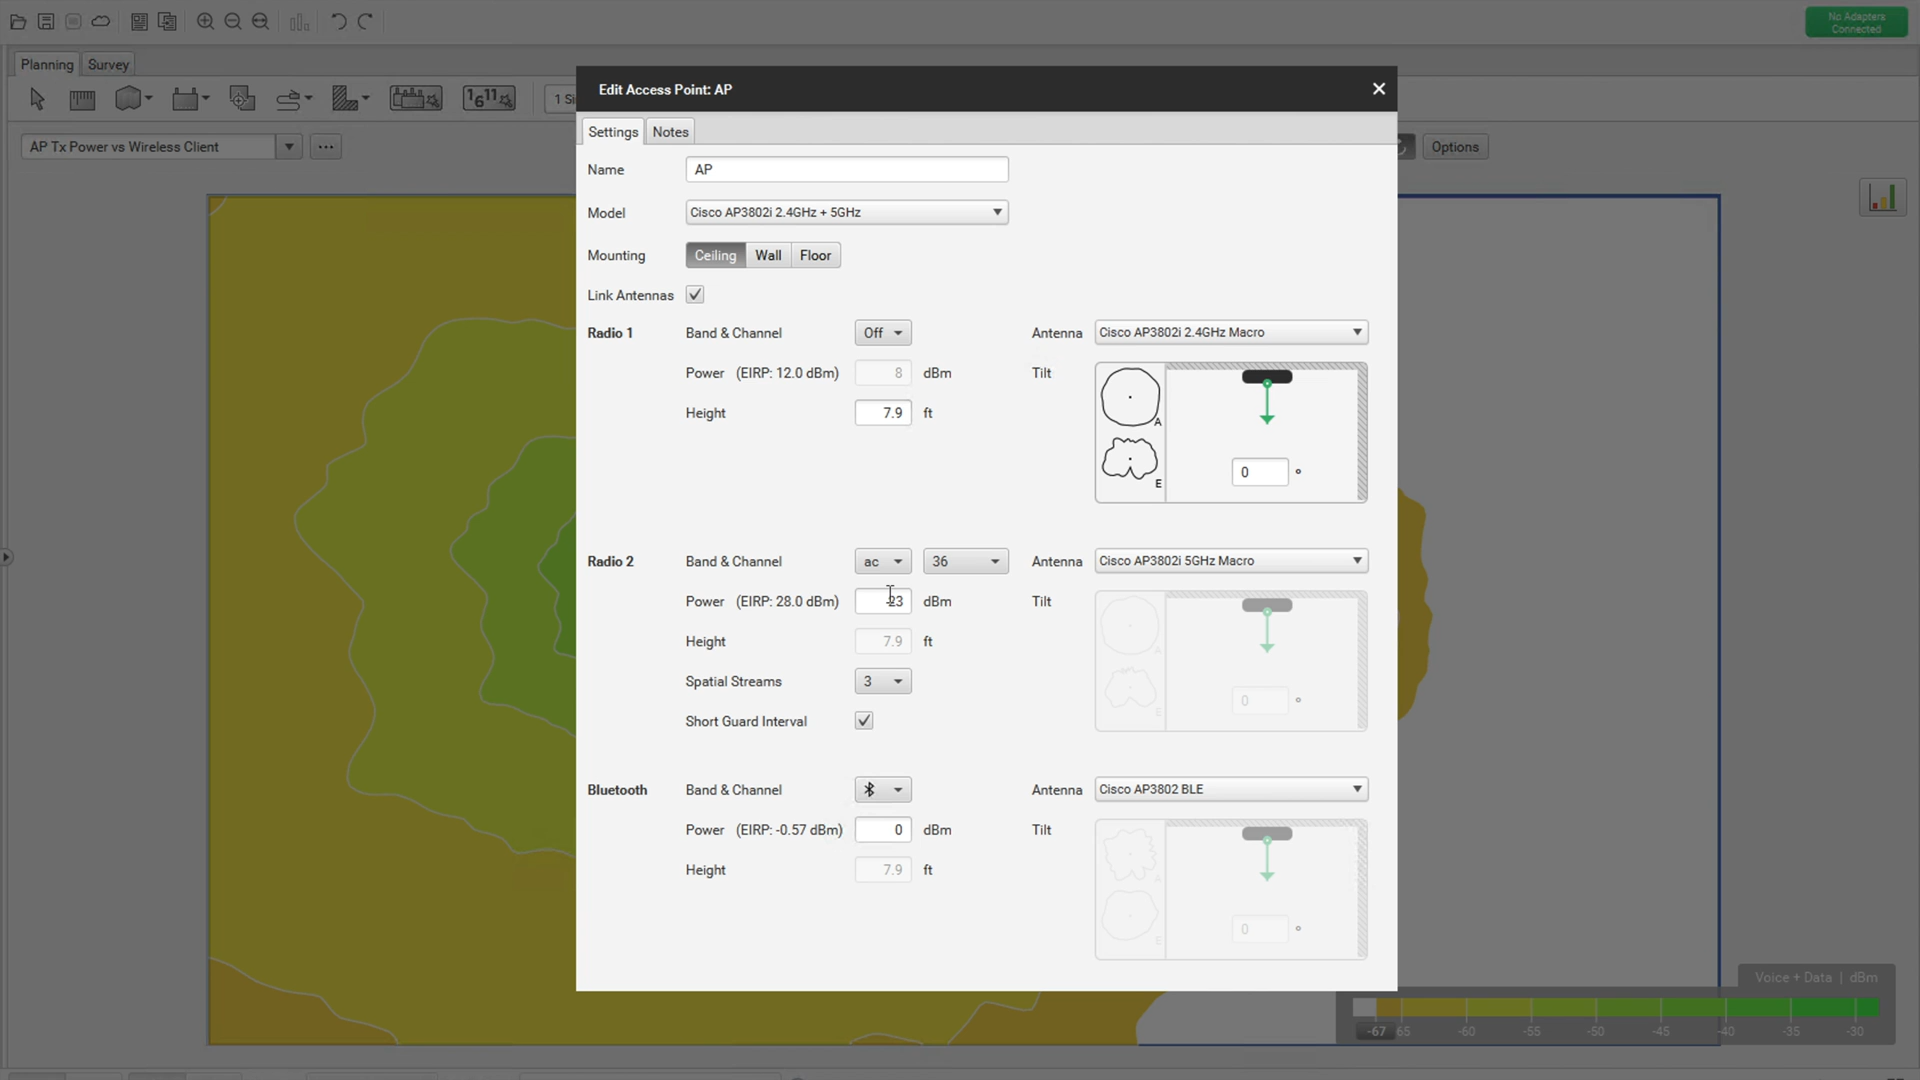 No Adapters
Connected
Planning Survey
1611
1 Si
AP Tx Power vs Wireless Client ... Options
Edit Access Point: AP
Settings Notes
Name AP
Model Cisco AP3802i 2.4GHz + 5GHz
Mounting Ceiling Wall Floor
Link Antennas
Radio 1 Band & Channel Off Antenna Cisco AP3802i 2.4GHz Macro
Power (EIRP: 12.0 dBm) 8 dBm Tilt
Height 7.9 ft
A
E
0 °
Radio 2 Band & Channel ac 36 Antenna Cisco AP3802i 5GHz Macro
Power (EIRP: 28.0 dBm) 23 dBm Tilt
Height 7.9 ft
Spatial Streams 3
A
E
0 °
Short Guard Interval
Bluetooth Band & Channel Antenna Cisco AP3802 BLE
Power (EIRP: -0.57 dBm) 0 dBm Tilt
Height 7.9 ft
A
E
0 °
Voice + Data | dBm
-67 65 -60 -55 -50 -45 -40 -35 -30